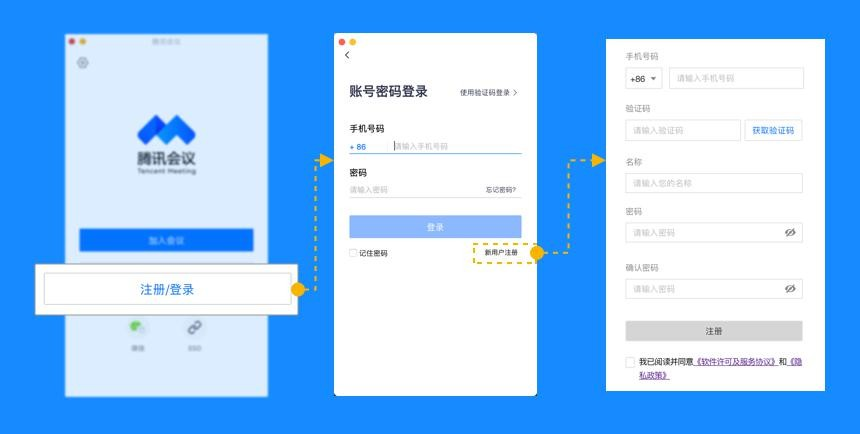 腾讯会议
腾讯会议
Tencent Meeting
加入会议
注册/登录
微信
SSO
账号密码登录
使用验证码登录 >
手机号码
+ 86 请输入手机号码
密码
请输入密码 忘记密码?
登录
记住密码 新用户注册
手机号码
+86 请输入手机号码
验证码
请输入验证码 获取验证码
名称
请输入您的名称
密码
请输入密码
确认密码
请输入密码
注册
我已阅读并同意《软件许可及服务协议》和《隐
私政策》